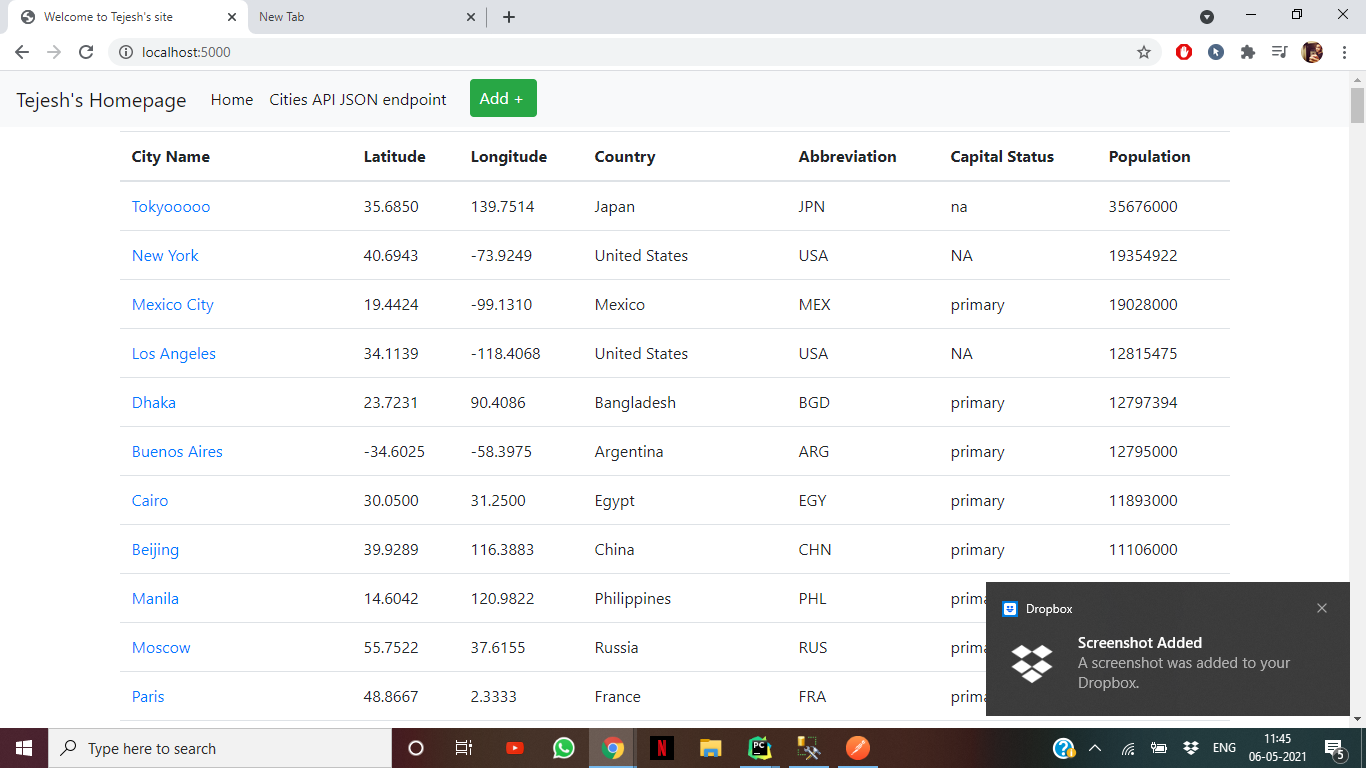 Welcome to Tejesh's site
New Tab
localhost:5000
Tejesh's Homepage Home Cities API JSON endpoint Add +
City Name Latitude Longitude Country Abbreviation Capital Status Population
Tokyooooo 35.6850 139.7514 Japan JPN na 35676000
New York 40.6943 -73.9249 United States USA NA 19354922
Mexico City 19.4424 -99.1310 Mexico MEX primary 19028000
Los Angeles 34.1139 -118.4068 United States USA NA 12815475
Dhaka 23.7231 90.4086 Bangladesh BGD primary 12797394
Buenos Aires -34.6025 -58.3975 Argentina ARG primary 12795000
Cairo 30.0500 31.2500 Egypt EGY primary 11893000
Beijing 39.9289 116.3883 China CHN primary 11106000
Manila 14.6042 120.9822 Philippines PHL prima
Moscow 55.7522 37.6155 Russia RUS prima
Paris 48.8667 2.3333 France FRA prima
Dropbox
Screenshot Added
A screenshot was added to your
Dropbox.
Type here to search
N
PC
ENG
11:45
06-05-2021
5